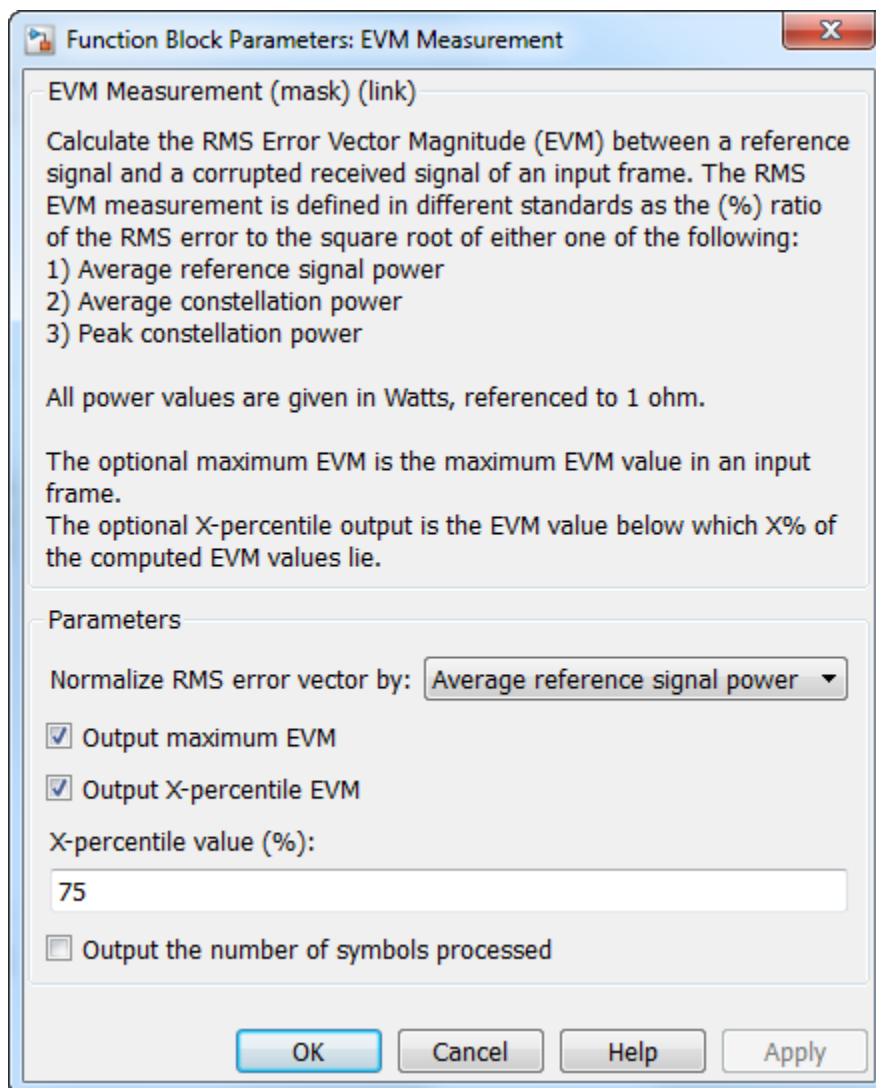 Function Block Parameters: EVM Measurement
EVM Measurement (mask) (link)
Calculate the RMS Error Vector Magnitude (EVM) between a reference
signal and a corrupted received signal of an input frame. The RMS
EVM measurement is defined in different standards as the (%) ratio
of the RMS error to the square root of either one of the following:
1) Average reference signal power
2) Average constellation power
3) Peak constellation power
All power values are given in Watts, referenced to 1 ohm.
The optional maximum EVM is the maximum EVM value in an input
frame.
The optional X-percentile output is the EVM value below which X% of
the computed EVM values lie.
Parameters
Normalize RMS error vector by: Average reference signal power
Output maximum EVM
Output X-percentile EVM
X-percentile value (%):
75
Output the number of symbols processed
OK Cancel Help Apply